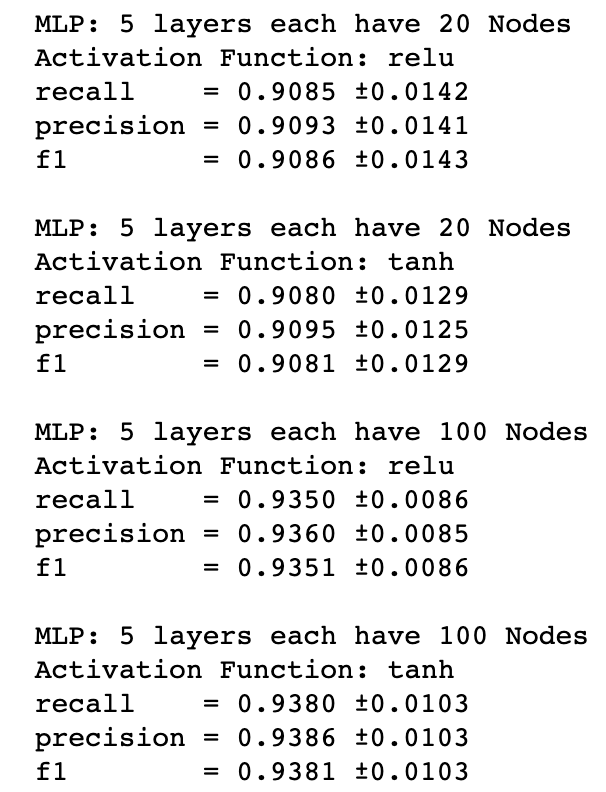 MLP: 5 layers each have 20 Nodes
Activation Function: relu
recall    = 0.9085 ±0.0142
precision = 0.9093 ±0.0141
f1        = 0.9086 ±0.0143

MLP: 5 layers each have 20 Nodes
Activation Function: tanh
recall    = 0.9080 ±0.0129
precision = 0.9095 ±0.0125
f1        = 0.9081 ±0.0129

MLP: 5 layers each have 100 Nodes
Activation Function: relu
recall    = 0.9350 ±0.0086
precision = 0.9360 ±0.0085
f1        = 0.9351 ±0.0086

MLP: 5 layers each have 100 Nodes
Activation Function: tanh
recall    = 0.9380 ±0.0103
precision = 0.9386 ±0.0103
f1        = 0.9381 ±0.0103